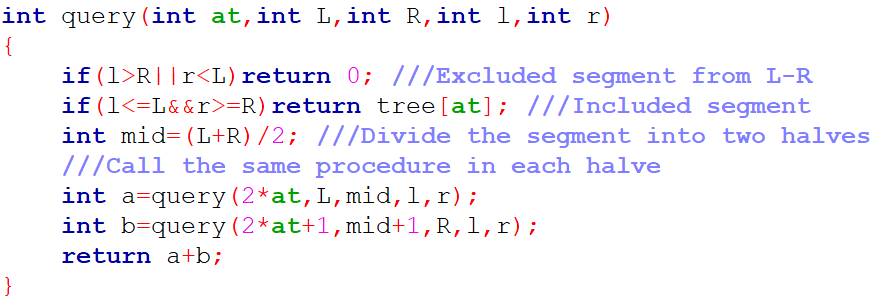 int query(int at,int L,int R,int l,int r)
{
    if(l>R||r<L)return 0; ///Excluded segment from L-R
    if(l<=L&&r>=R)return tree[at]; ///Included segment
    int mid=(L+R)/2; ///Divide the segment into two halves
    ///Call the same procedure in each halve
    int a=query(2*at,L,mid,l,r);
    int b=query(2*at+1,mid+1,R,l,r);
    return a+b;
}